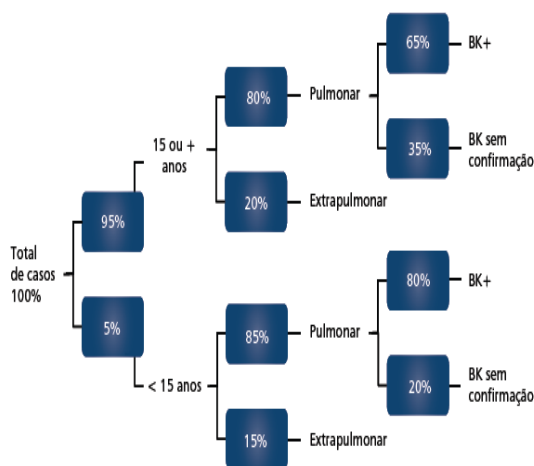 Total
de casos
100%
95%
15 ou +
anos
80%
Pulmonar
65%
BK+
35%
BK sem
confirmação
20%
Extrapulmonar
5%
< 15 anos
85%
Pulmonar
80%
BK+
20%
BK sem
confirmação
15%
Extrapulmonar